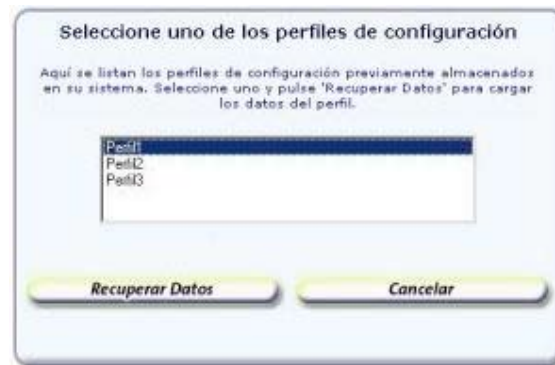 Seleccione uno de los perfiles de configuración
Aquí se listan los perfiles de configuración previamente almacenados
en su sistema. Seleccione uno y pulse 'Recuperar Datos' para cargar
los datos del perfil.
Perfil1
Perfil2
Perfil3
Recuperar Datos Cancelar